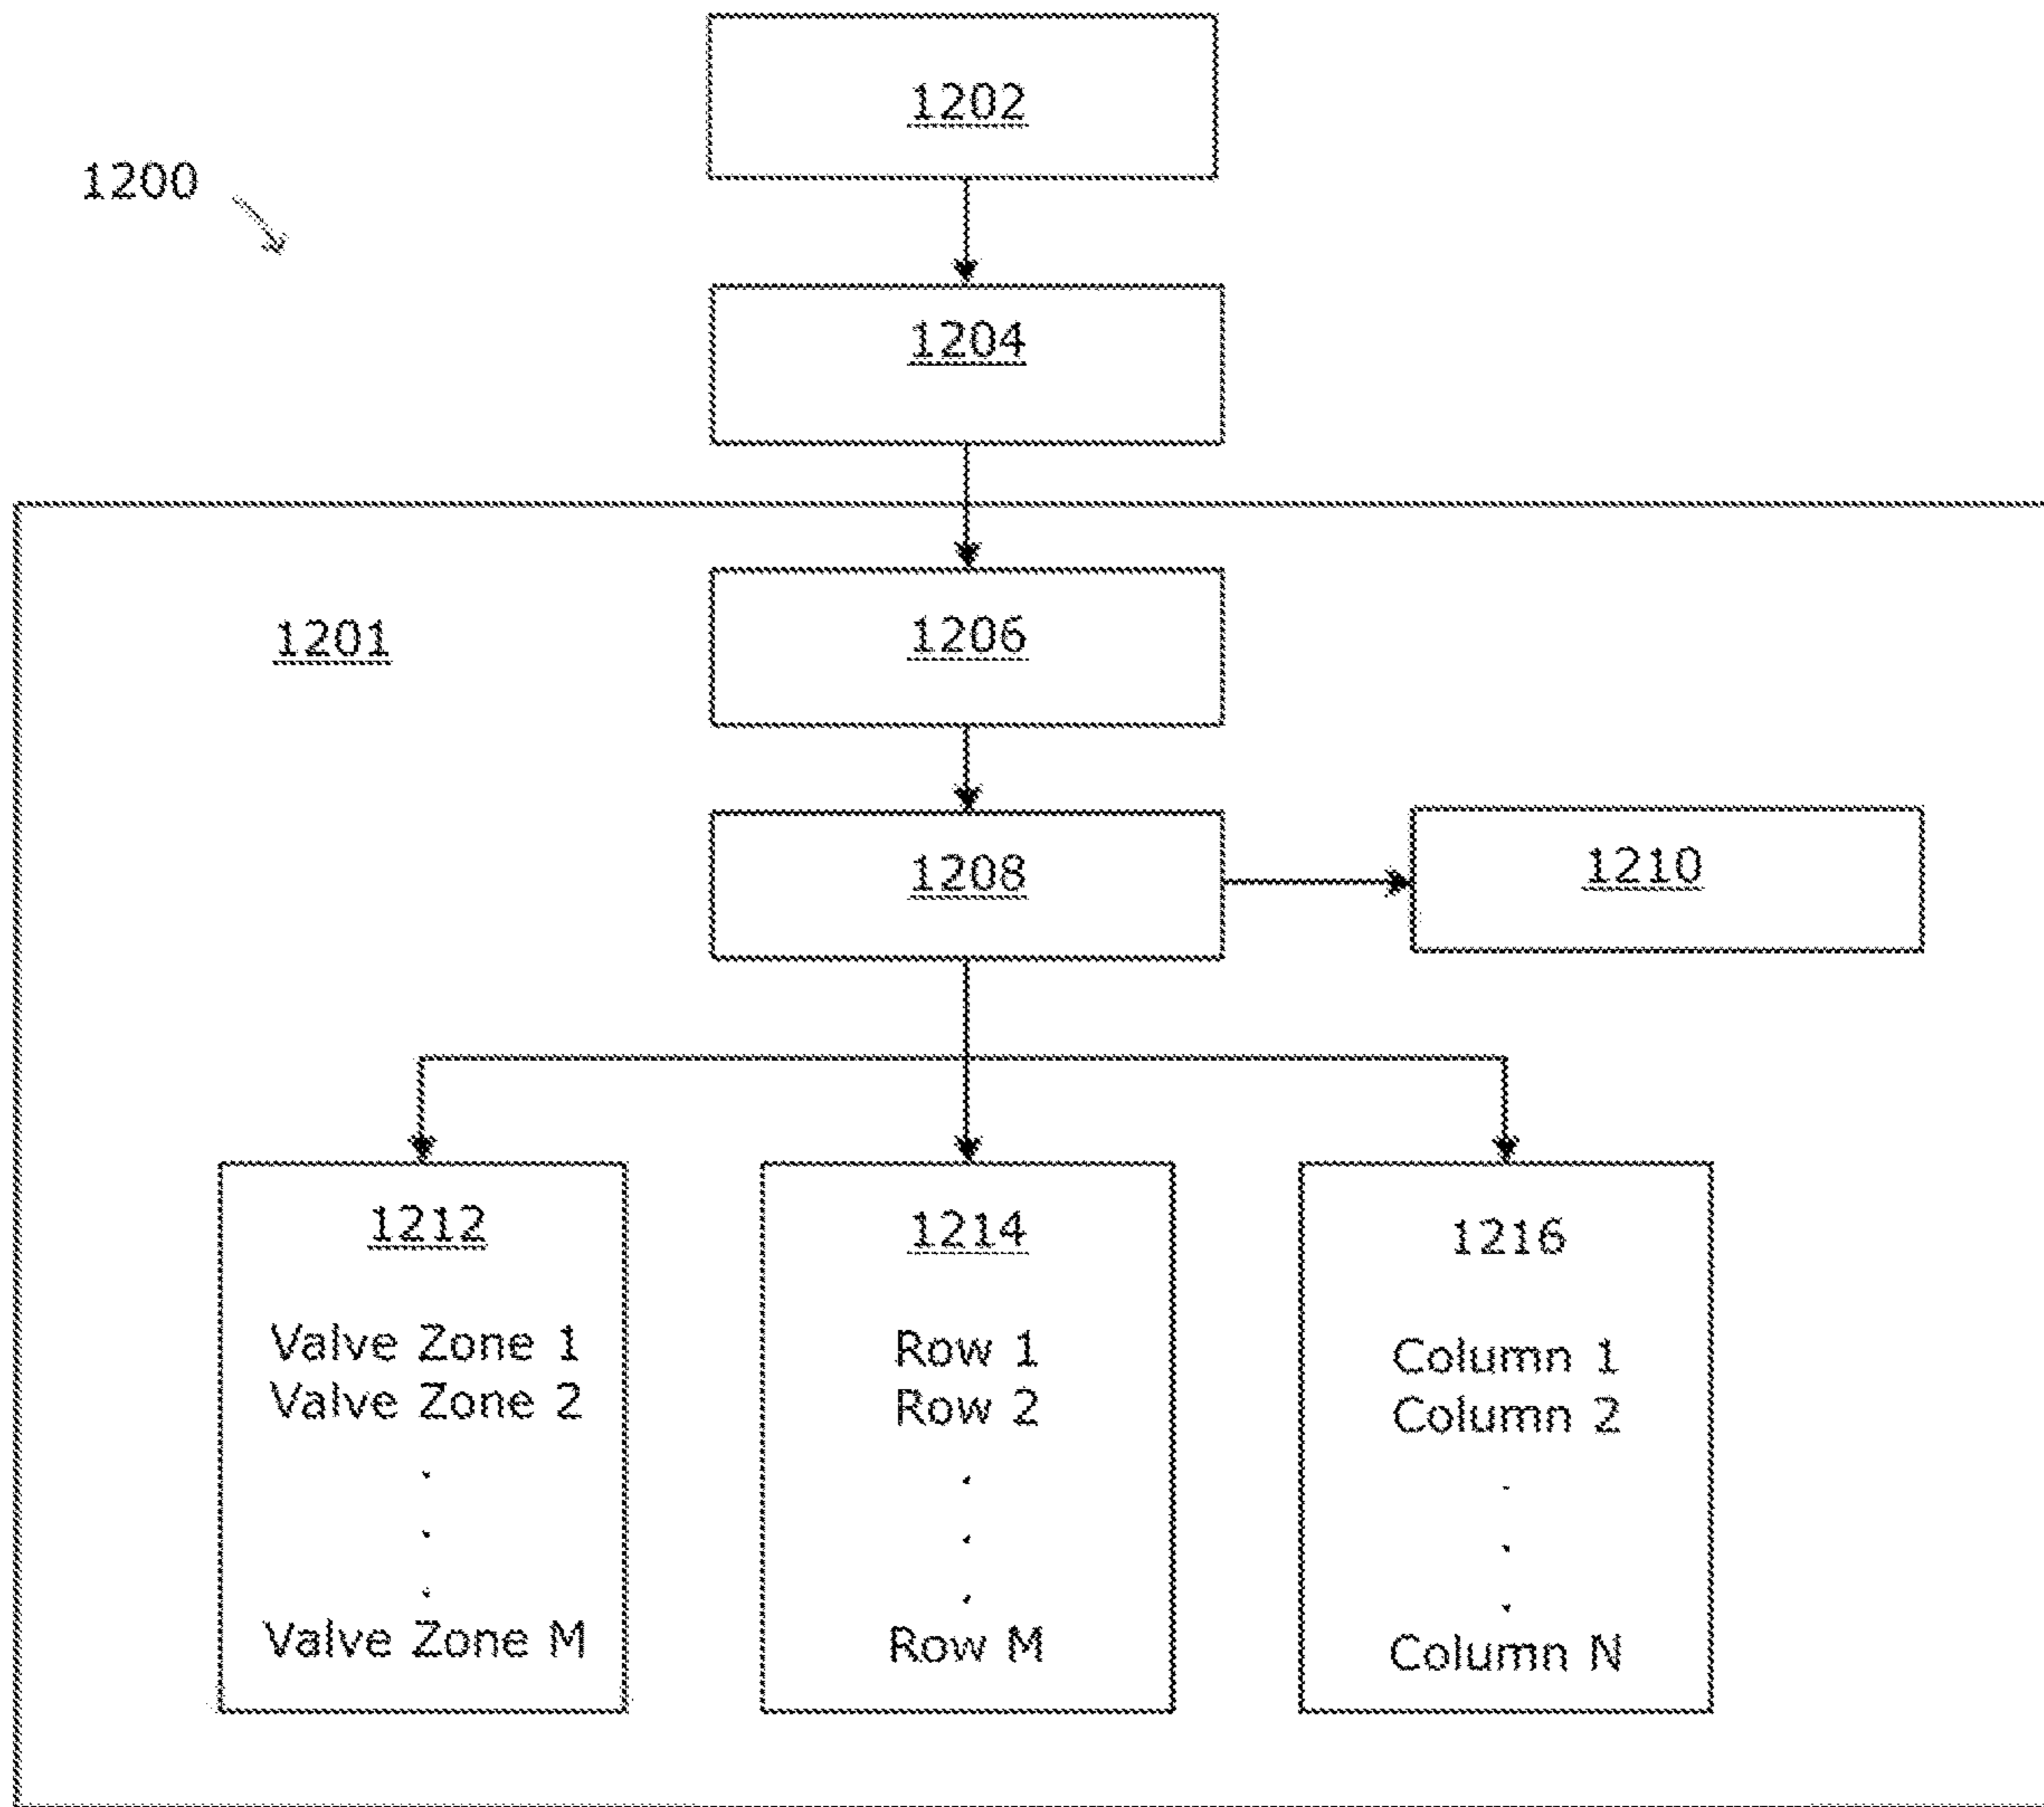 1202
1200
1204
1201
1206
1208
1210
1212
Valve Zone 1
Valve Zone 2
.
.
.
Valve Zone M
1214
Row 1
Row 2
.
.
.
Row M
1216
Column 1
Column 2
.
.
.
Column N